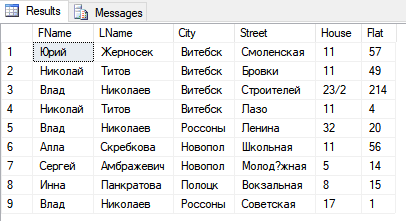 Results Messages
FName LName City Street House Flat
1 Юрий Жерносек Витебск Смоленская 11 57
2 Николай Титов Витебск Бровки 11 49
3 Влад Николаев Витебск Строителей 23/2 214
4 Николай Титов Витебск Лазо 11 4
5 Влад Николаев Россоны Ленина 32 20
6 Алла Скребкова Новопол Школьная 11 56
7 Сергей Амбражевич Новопол Молод?жная 5 14
8 Инна Панкратова Полоцк Вокзальная 8 15
9 Влад Николаев Россоны Советская 17 1